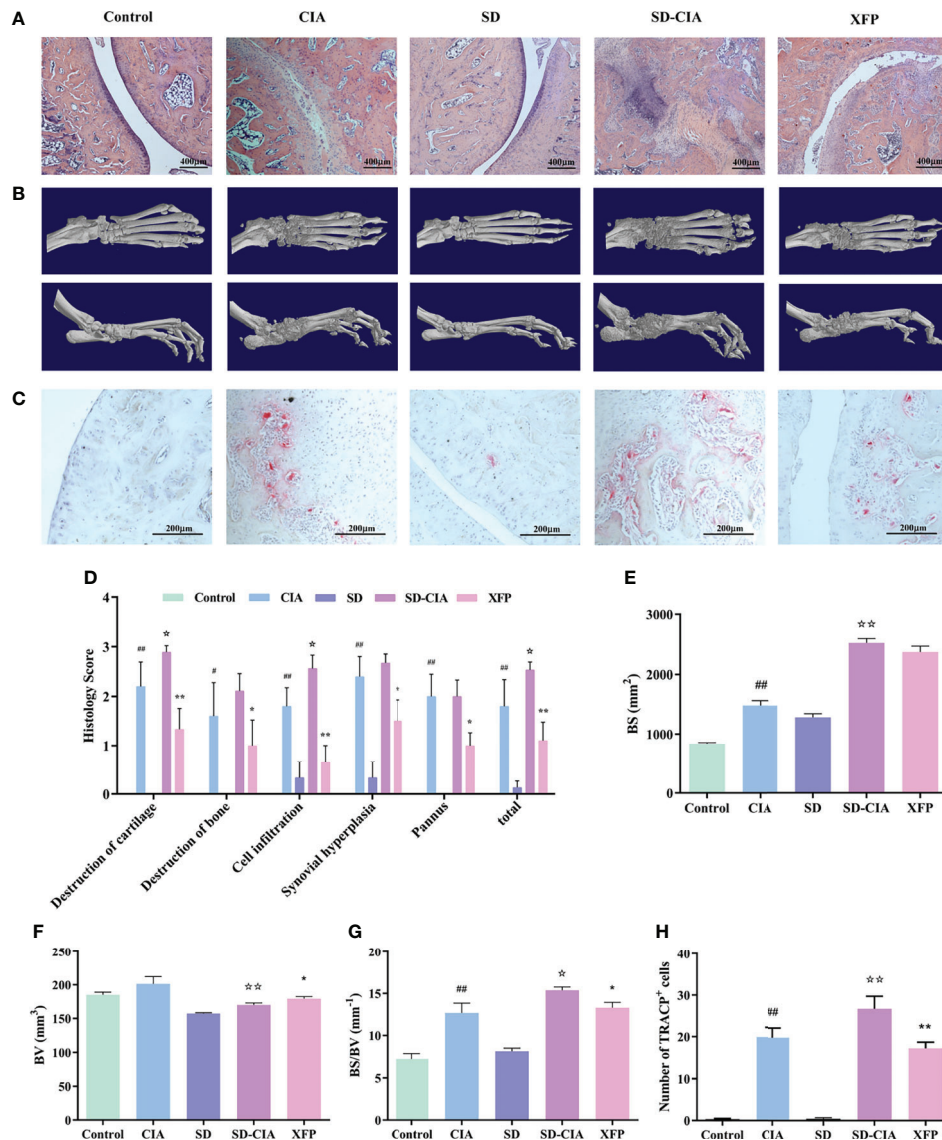 A
Control
CIA
SD
SD-CIA
XFP
400μm
400μm
400μm
400μm
400μm
B
C
200μm
200μm
200μm
200μm
200μm
D
Control CIA SD SD-CIA XFP
Histology Score
4
3
2
1
0
## ☆ **
# *
## ☆ **
## *
## *
## ☆ **
Destruction of cartilage
Destruction of bone
Cell infiltration
Synovial hyperplasia
Pannus
total
E
BS (mm²)
3000
2000
1000
0
##
☆☆
Control CIA SD SD-CIA XFP
F
BV (mm³)
250
200
150
100
50
0
☆☆
*
Control CIA SD SD-CIA XFP
G
BS/BV (mm⁻¹)
20
15
10
5
0
##
☆
*
Control CIA SD SD-CIA XFP
H
Number of TRACP⁺ cells
40
30
20
10
0
##
☆☆
**
Control CIA SD SD-CIA XFP